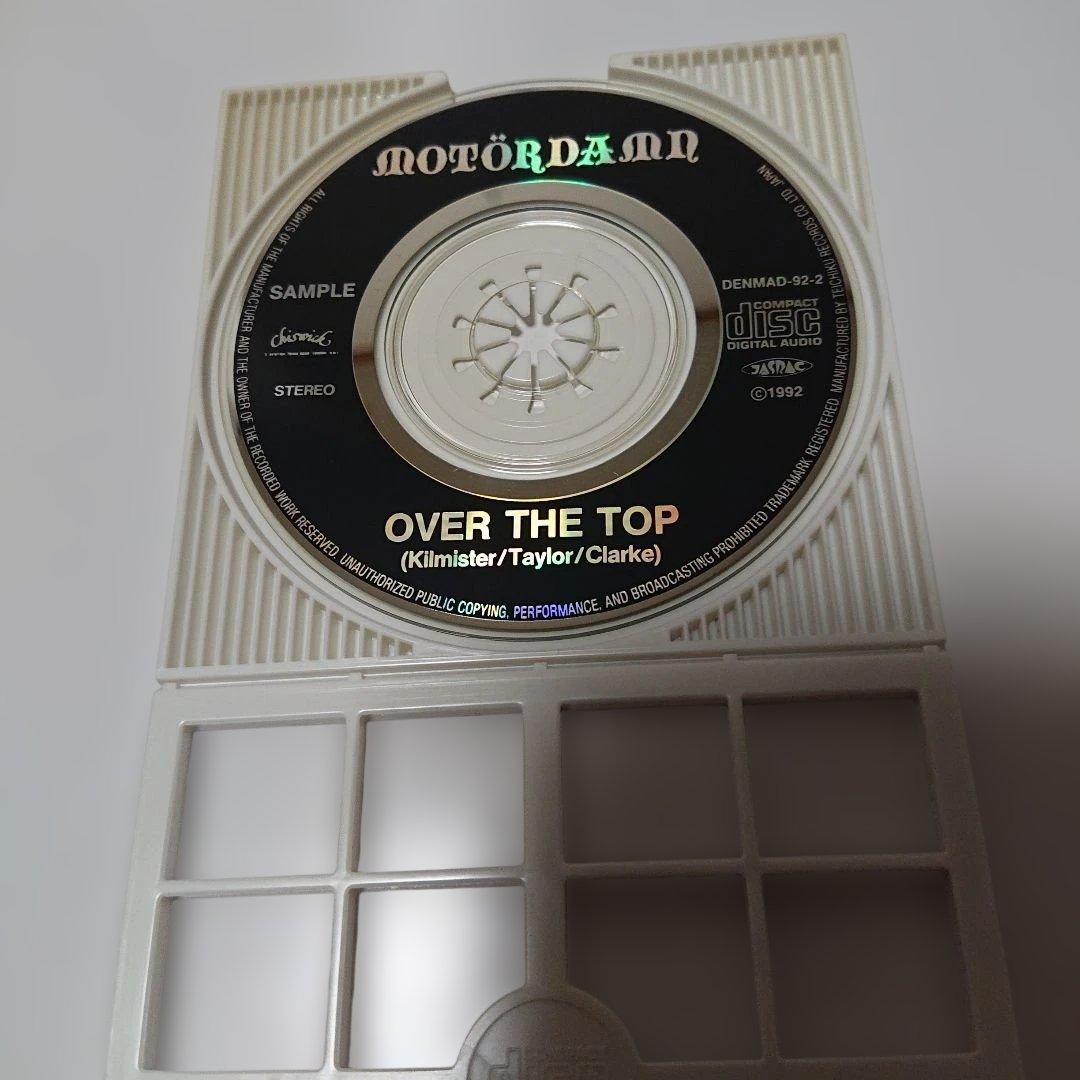 MOTÖRDAMN
SAMPLE
chiswick
STEREO
DENMAD-92-2
COMPACT
disc
DIGITAL AUDIO
JASRAC
©1992
OVER THE TOP
(Kilmister/Taylor/Clarke)
ALL RIGHTS OF THE MANUFACTURER AND THE OWNER OF THE RECORDED WORK RESERVED. UNAUTHORIZED PUBLIC COPYING, PERFORMANCE, AND BROADCASTING PROHIBITED TRADEMARK REGISTERED. MANUFACTURED BY TEICHIKU RECORDS CO. LTD. JAPAN
disc